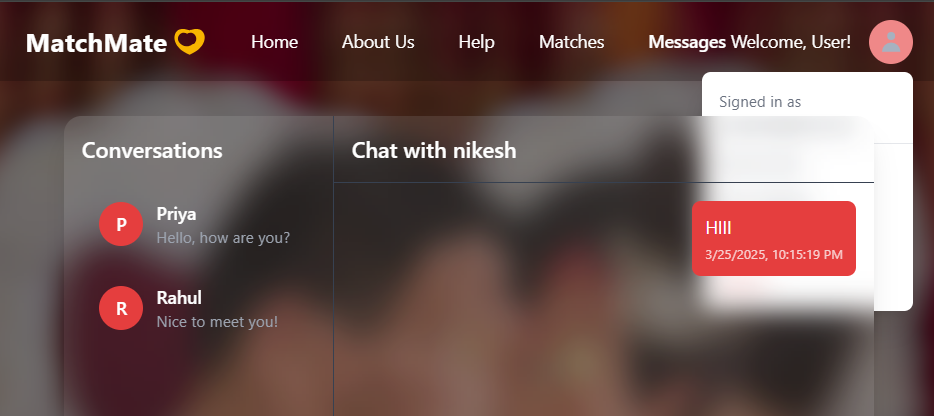 MatchMate
Home About Us Help Matches Messages Welcome, User!
Signed in as
Conversations
Chat with nikesh
P
Priya
Hello, how are you?
R
Rahul
Nice to meet you!
HIII
3/25/2025, 10:15:19 PM